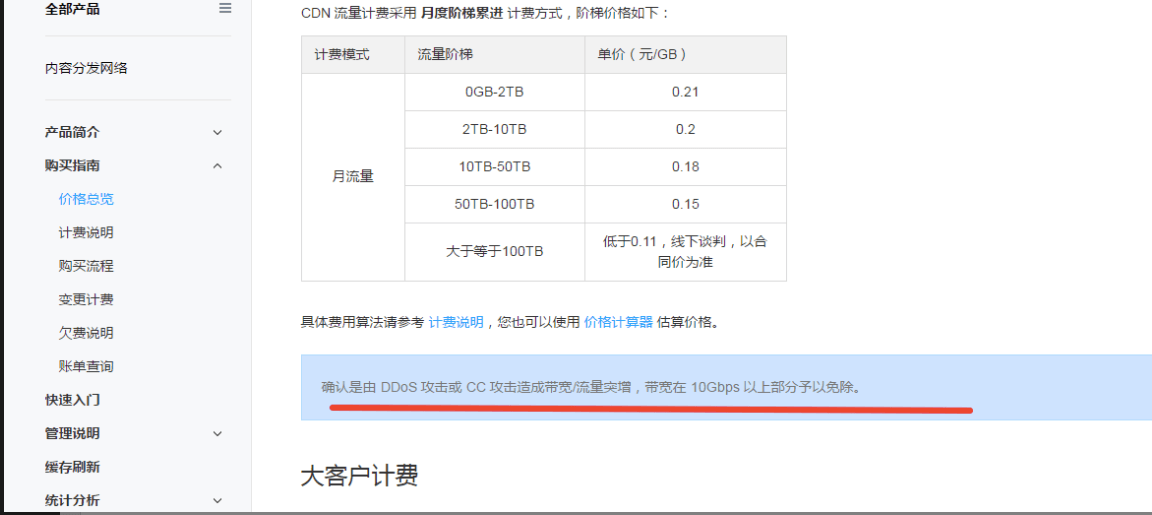 全部产品
内容分发网络
产品简介
购买指南
价格总览
计费说明
购买流程
变更计费
欠费说明
账单查询
快速入门
管理说明
缓存刷新
统计分析
CDN 流量计费采用 月度阶梯累进 计费方式，阶梯价格如下：
计费模式 流量阶梯 单价（元/GB）
月流量
0GB-2TB 0.21
2TB-10TB 0.2
10TB-50TB 0.18
50TB-100TB 0.15
大于等于100TB 低于0.11，线下谈判，以合
同价为准
具体费用算法请参考 计费说明，您也可以使用 价格计算器 估算价格。
确认是由 DDoS 攻击或 CC 攻击造成带宽/流量突增，带宽在 10Gbps 以上部分予以免除。
大客户计费